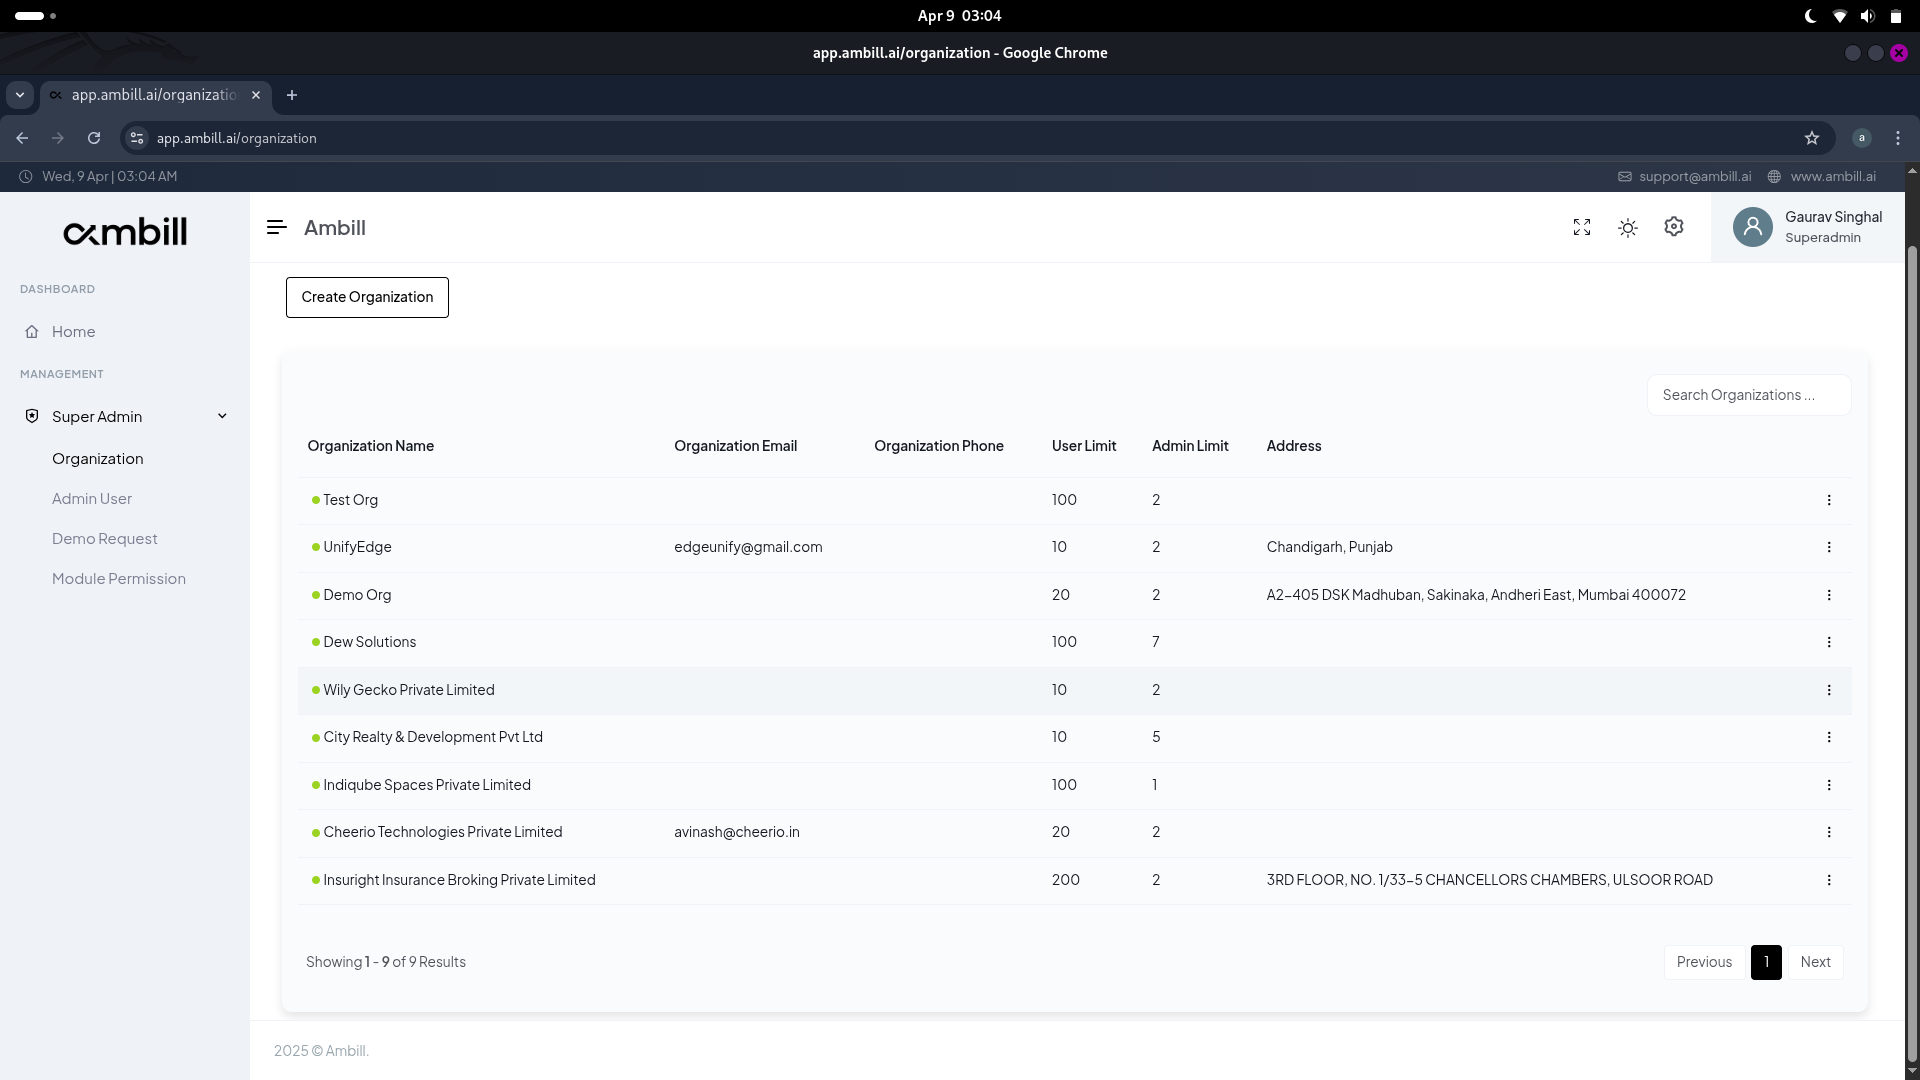 Apr 9 03:04
app.ambill.ai/organization - Google Chrome
app.ambill.ai/organizatio
app.ambill.ai/organization
a
Wed, 9 Apr | 03:04 AM
support@ambill.ai
www.ambill.ai
ambill
Ambill
Gaurav Singhal
Superadmin
DASHBOARD
Home
MANAGEMENT
Super Admin
Organization
Admin User
Demo Request
Module Permission
Create Organization
Search Organizations ...
Organization Name Organization Email Organization Phone User Limit Admin Limit Address
Test Org 100 2
UnifyEdge edgeunify@gmail.com 10 2 Chandigarh, Punjab
Demo Org 20 2 A2-405 DSK Madhuban, Sakinaka, Andheri East, Mumbai 400072
Dew Solutions 100 7
Wily Gecko Private Limited 10 2
City Realty & Development Pvt Ltd 10 5
Indiqube Spaces Private Limited 100 1
Cheerio Technologies Private Limited avinash@cheerio.in 20 2
Insuright Insurance Broking Private Limited 200 2 3RD FLOOR, NO. 1/33-5 CHANCELLORS CHAMBERS, ULSOOR ROAD
Showing 1 - 9 of 9 Results
Previous 1 Next
2025 © Ambill.